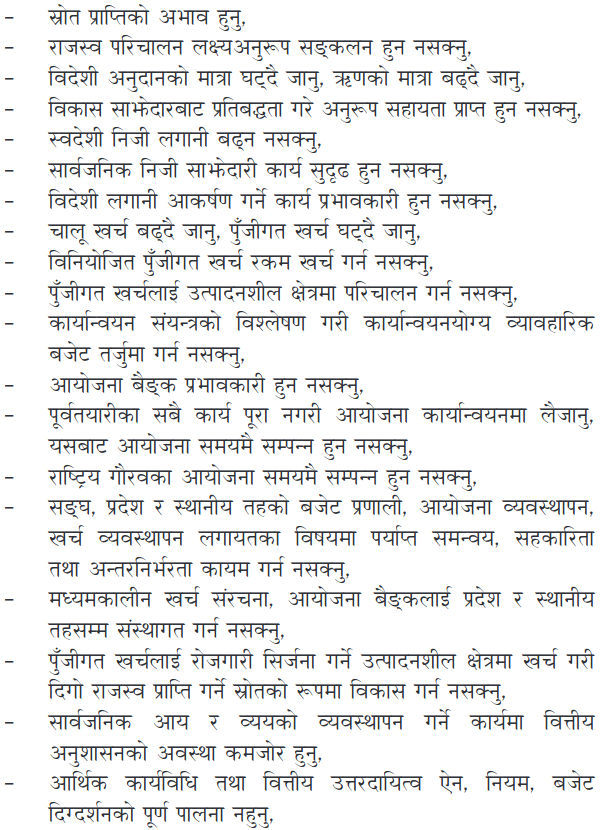 – स्रोत प्राप्तिको अभाव हुनु,
– राजस्व परिचालन लक्ष्यअनुरूप सङ्कलन हुन नसक्नु,
– विदेशी अनुदानको मात्रा घट्दै जानु, ऋणको मात्रा बढ्दै जानु,
– विकास साझेदारबाट प्रतिबद्धता गरे अनुरूप सहायता प्राप्त हुन नसक्नु,
– स्वदेशी निजी लगानी बढ्न नसक्नु,
– सार्वजनिक निजी साझेदारी कार्य सुदृढ हुन नसक्नु,
– विदेशी लगानी आकर्षण गर्ने कार्य प्रभावकारी हुन नसक्नु,
– चालू खर्च बढ्दै जानु, पुँजीगत खर्च घट्दै जानु,
– विनियोजित पुँजीगत खर्च रकम खर्च गर्न नसक्नु,
– पुँजीगत खर्चलाई उत्पादनशील क्षेत्रमा परिचालन गर्न नसक्नु,
– कार्यान्वयन संयन्त्रको विश्लेषण गरी कार्यान्वयनयोग्य व्यावहारिक
बजेट तर्जुमा गर्न नसक्नु,
– आयोजना बैङ्क प्रभावकारी हुन नसक्नु,
– पूर्वतयारीका सबै कार्य पूरा नगरी आयोजना कार्यान्वयनमा लैजानु,
यसबाट आयोजना समयमै सम्पन्न हुन नसक्नु,
– राष्ट्रिय गौरवका आयोजना समयमै सम्पन्न हुन नसक्नु,
– सङ्घ, प्रदेश र स्थानीय तहको बजेट प्रणाली, आयोजना व्यवस्थापन,
खर्च व्यवस्थापन लगायतका विषयमा पर्याप्त समन्वय, सहकारिता
तथा अन्तरनिर्भरता कायम गर्न नसक्नु,
– मध्यमकालीन खर्च संरचना, आयोजना बैङ्कलाई प्रदेश र स्थानीय
तहसम्म संस्थागत गर्न नसक्नु,
– पुँजीगत खर्चलाई रोजगारी सिर्जना गर्ने उत्पादनशील क्षेत्रमा खर्च गरी
दिगो राजस्व प्राप्ति गर्ने स्रोतको रूपमा विकास गर्न नसक्नु,
– सार्वजनिक आय र व्ययको व्यवस्थापन गर्ने कार्यमा वित्तीय
अनुशासनको अवस्था कमजोर हुनु,
– आर्थिक कार्यविधि तथा वित्तीय उत्तरदायित्व ऐन, नियम, बजेट
दिग्दर्शनको पूर्ण पालना नहुनु,